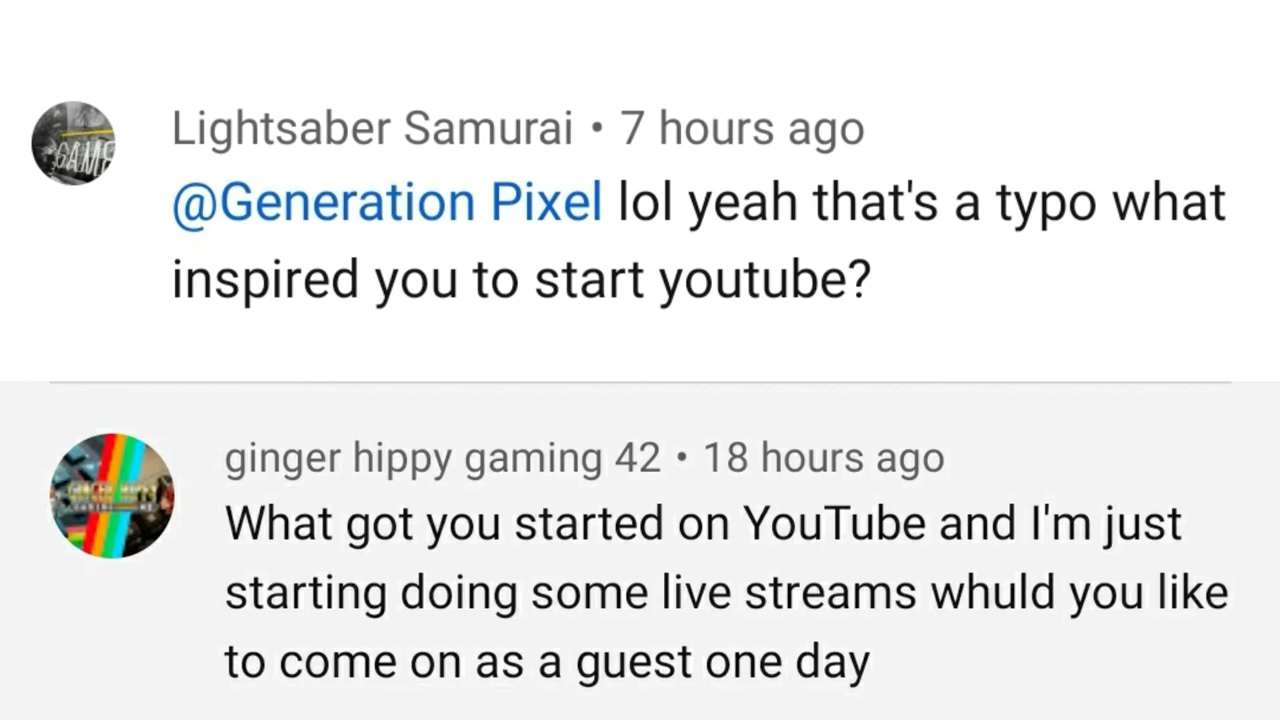 Lightsaber Samurai • 7 hours ago
@Generation Pixel lol yeah that's a typo what
inspired you to start youtube?
ginger hippy gaming 42 • 18 hours ago
What got you started on YouTube and I'm just
starting doing some live streams whuld you like
to come on as a guest one day